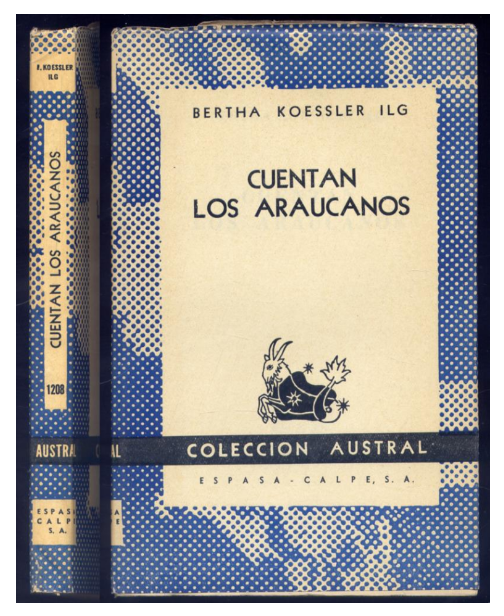 F. KOESSLER
ILG
CUENTAN LOS ARAUCANOS
1208
AUSTRAL
ESPASA
CALPE
S. A.
BERTHA KOESSLER ILG
CUENTAN
LOS ARAUCANOS
COLECCION AUSTRAL
ESPASA - CALPE, S. A.